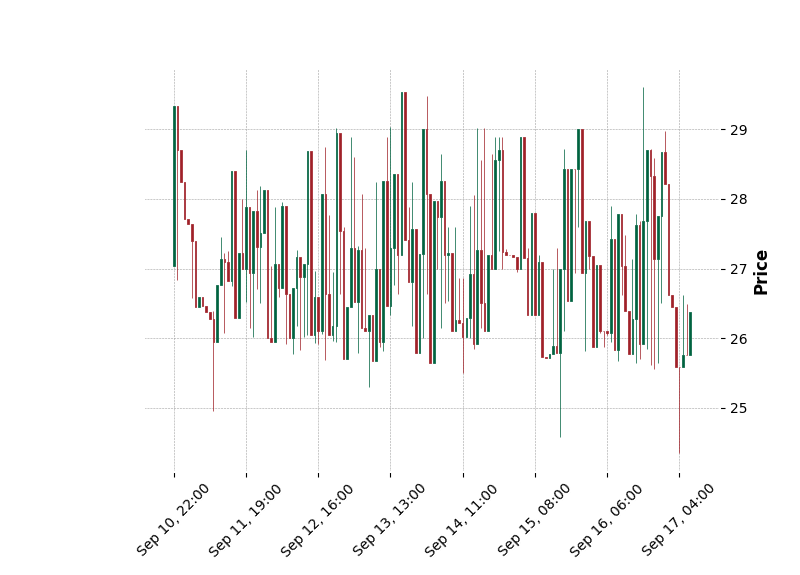 29
28
27
26
25
Price
Sep 10, 22:00
Sep 11, 19:00
Sep 12, 16:00
Sep 13, 13:00
Sep 14, 11:00
Sep 15, 08:00
Sep 16, 06:00
Sep 17, 04:00